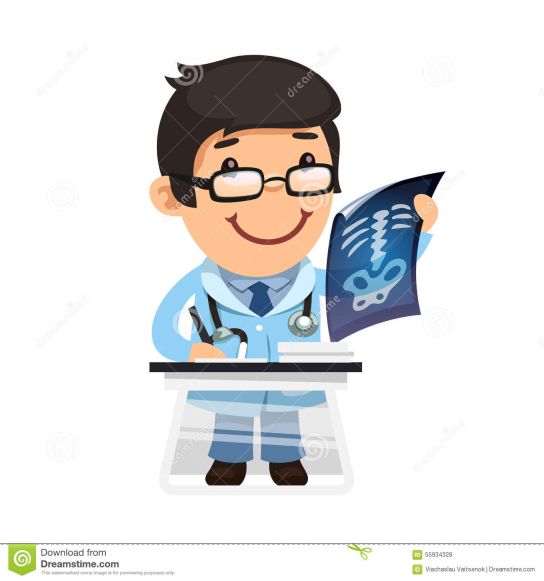 Download from
Dreamstime.com
This watermarked comp image is for previewing purposes only.
ID 55934328
© Viachaslau Vaitsenok | Dreamstime.com